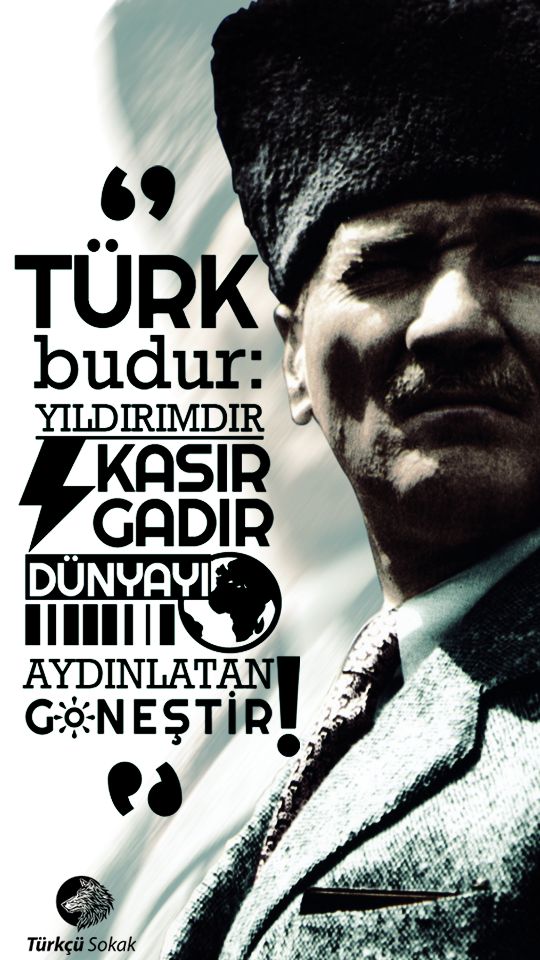 TÜRK
budur:
YILDIRIMDIR
KASIR
GADIR
DÜNYAYI
AYDINLATAN
GÜNEŞTİR!
Türkçü Sokak